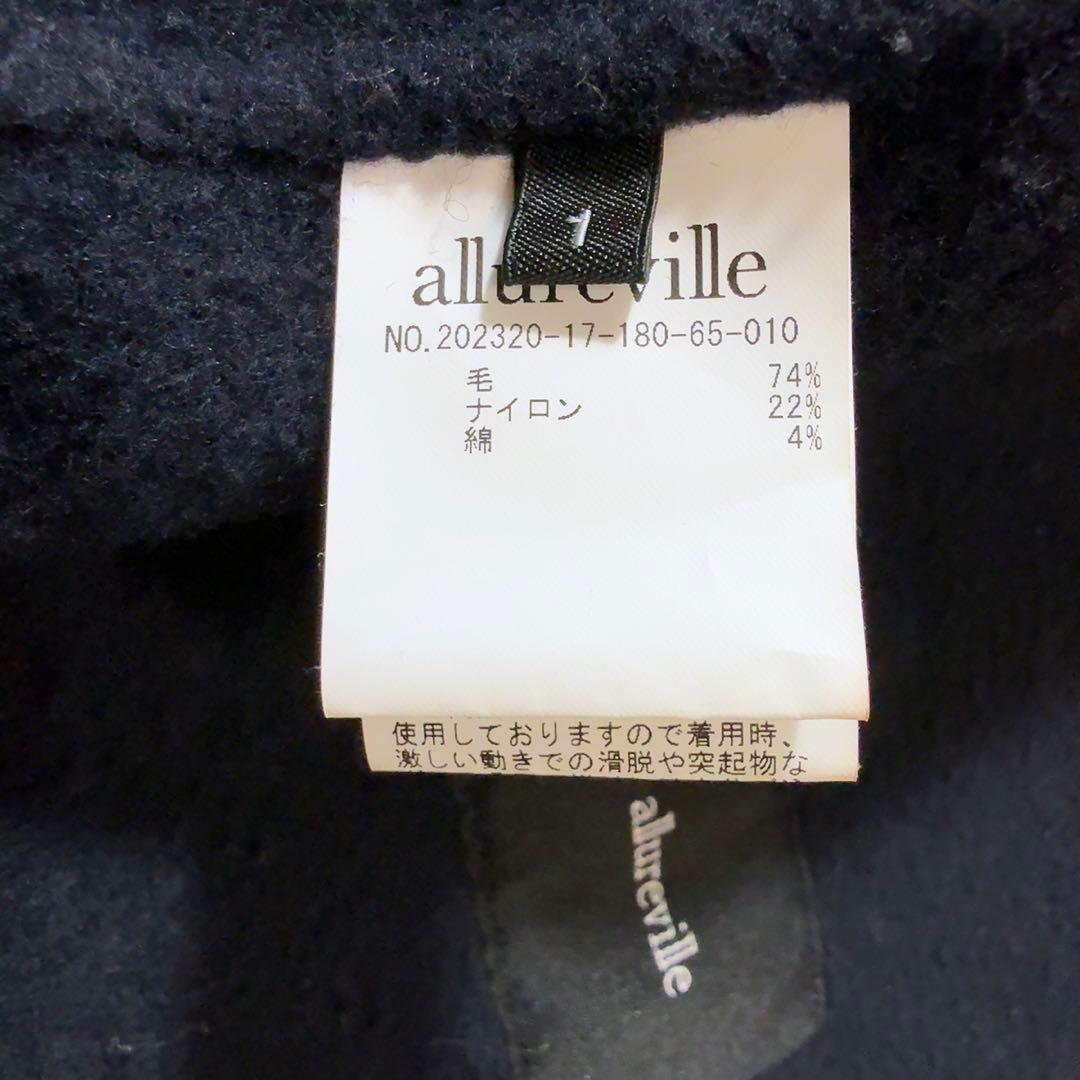 1
allureville
NO.202320-17-180-65-010
毛 74%
ナイロン 22%
綿 4%
使用しておりますので着用時、
激しい動きでの滑脱や突起物な
allureville